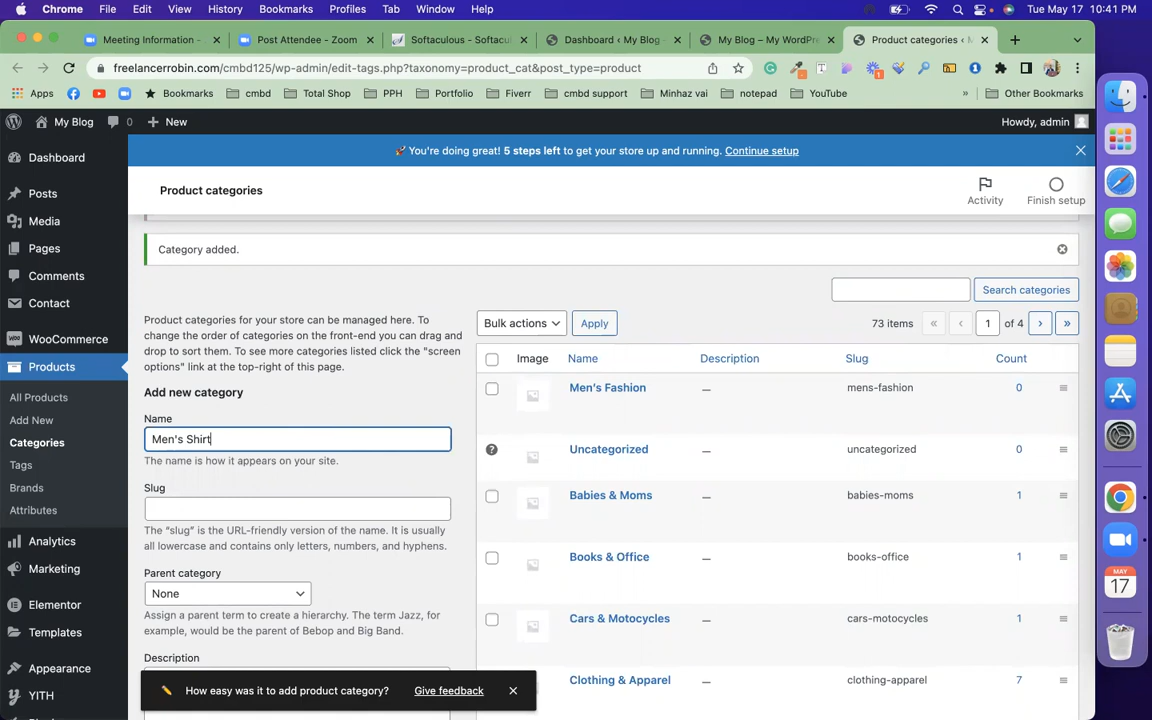 Chrome File Edit View History Bookmarks Profiles Tab Window Help Tue May 17 10:41 PM
Meeting Information - Post Attendee - Zoom Softaculous - Softacul Dashboard ‹ My Blog My Blog – My WordPre Product categories ‹ M
freelancerrobin.com/cmbd125/wp-admin/edit-tags.php?taxonomy=product_cat&post_type=product
Apps Bookmarks cmbd Total Shop PPH Portfolio Fiverr cmbd support Minhaz vai notepad YouTube » Other Bookmarks
My Blog 0 New Howdy, admin
You're doing great! 5 steps left to get your store up and running. Continue setup
Product categories
Activity
Finish setup
Dashboard
Posts
Media
Pages
Comments
Contact
WooCommerce
Products
All Products
Add New
Categories
Tags
Brands
Attributes
Analytics
Marketing
Elementor
Templates
Appearance
YITH
Category added.
Search categories
Product categories for your store can be managed here. To
change the order of categories on the front-end you can drag and
drop to sort them. To see more categories listed click the "screen
options" link at the top-right of this page.
Add new category
Name
Men's Shirt
The name is how it appears on your site.
Slug
The “slug” is the URL-friendly version of the name. It is usually
all lowercase and contains only letters, numbers, and hyphens.
Parent category
None
Assign a parent term to create a hierarchy. The term Jazz, for
example, would be the parent of Bebop and Big Band.
Description
Bulk actions Apply 73 items « ‹ 1 of 4 › »
Image Name Description Slug Count
Men's Fashion — mens-fashion 0
Uncategorized — uncategorized 0
Babies & Moms — babies-moms 1
Books & Office — books-office 1
Cars & Motocycles — cars-motocycles 1
Clothing & Apparel — clothing-apparel 7
How easy was it to add product category? Give feedback
MAY
17